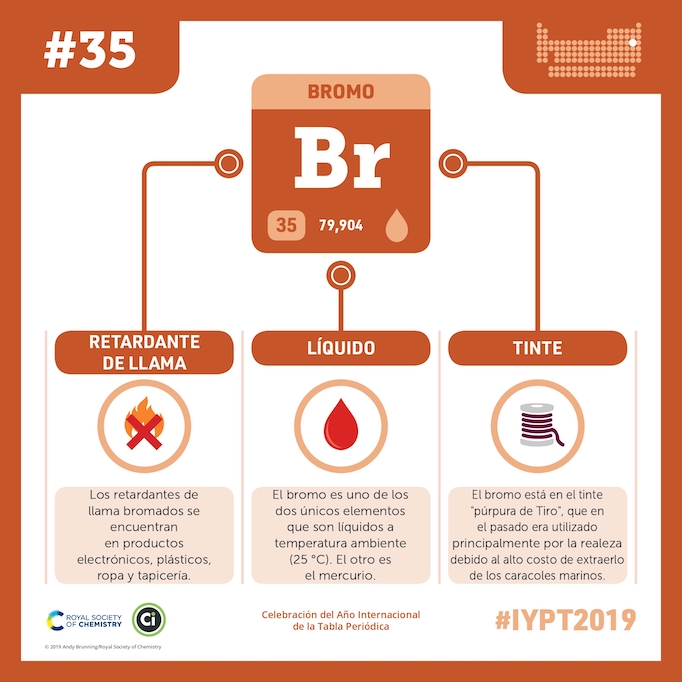 #35
BROMO
Br
35 79,904
RETARDANTE
DE LLAMA
Los retardantes de
llama bromados se
encuentran
en productos
electrónicos, plásticos,
ropa y tapicería.
LÍQUIDO
El bromo es uno de los
dos únicos elementos
que son líquidos a
temperatura ambiente
(25 °C). El otro es
el mercurio.
TINTE
El bromo está en el tinte
"púrpura de Tiro", que en
el pasado era utilizado
principalmente por la realeza
debido al alto costo de extraerlo
de los caracoles marinos.
ROYAL SOCIETY
OF CHEMISTRY
Ci
© 2019 Andy Brunning/Royal Society of Chemistry
Celebración del Año Internacional
de la Tabla Periódica
#IYPT2019